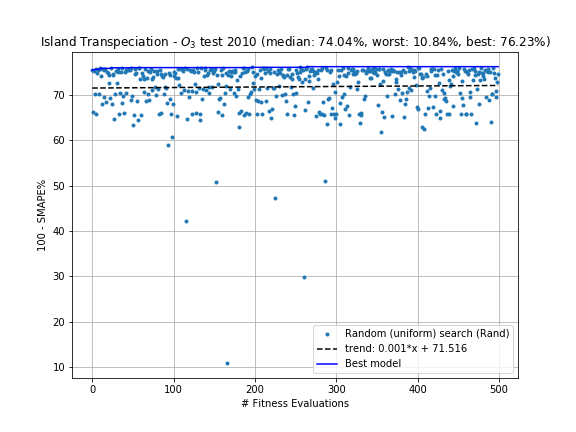 Island Transpeciation - O3 test 2010 (median: 74.04%, worst: 10.84%, best: 76.23%)
100 - SMAPE%
70
60
50
40
30
20
10
Random (uniform) search (Rand)
trend: 0.001*x + 71.516
Best model
0 100 200 300 400 500
# Fitness Evaluations